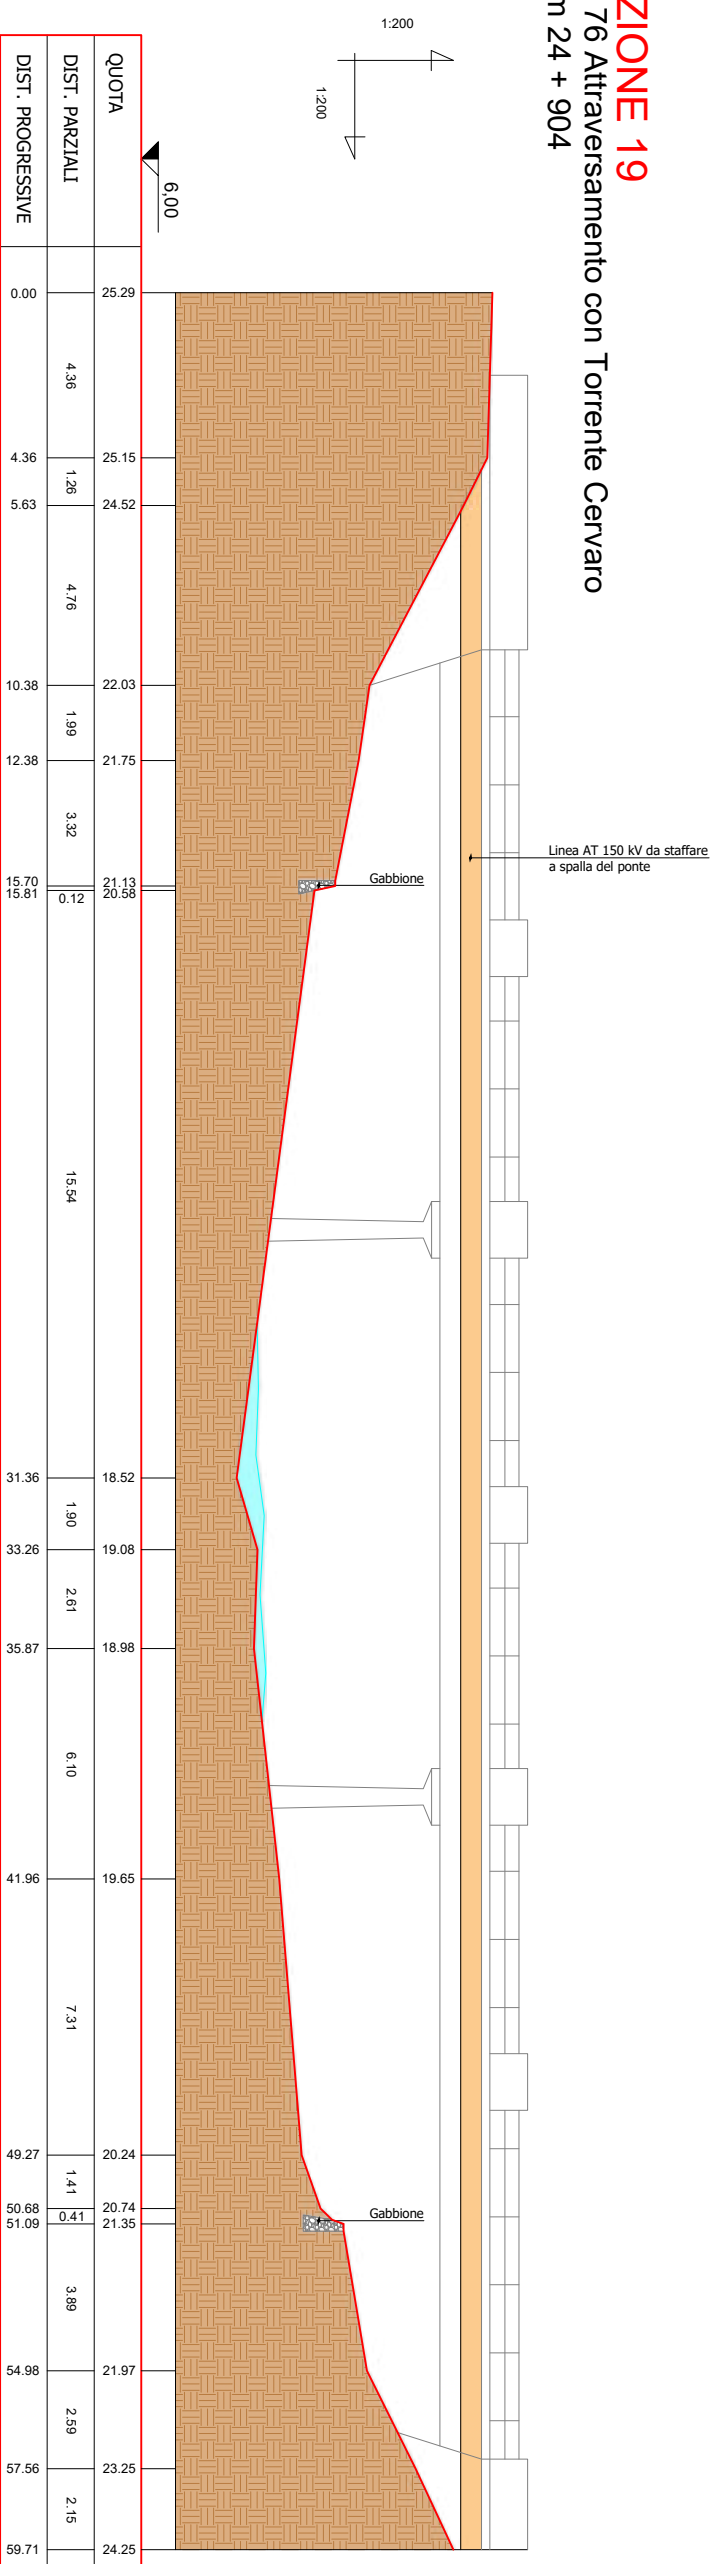 ZIONE 19
76 Attraversamento con Torrente Cervaro
m 24 + 904
1:200
1:200
6,00
Linea AT 150 kV da staffare
a spalla del ponte
Gabbione
Gabbione
QUOTA
25.29 25.15 24.52 22.03 21.75 21.13 20.58 18.52 19.08 18.98 19.65 20.24 20.74 21.35 21.97 23.25 24.25
DIST. PARZIALI
4.36 1.26 4.76 1.99 3.32 0.12 15.54 1.90 2.61 6.10 7.31 1.41 0.41 3.89 2.59 2.15
DIST. PROGRESSIVE
0.00 4.36 5.63 10.38 12.38 15.70 15.81 31.36 33.26 35.87 41.96 49.27 50.68 51.09 54.98 57.56 59.71